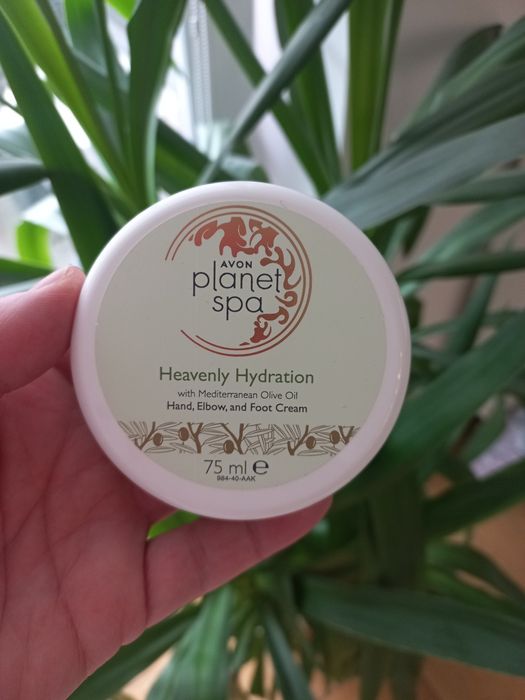 AVON
planet
spa
Heavenly Hydration
with Mediterranean Olive Oil
Hand, Elbow, and Foot Cream
75 ml e
984-40-AAK